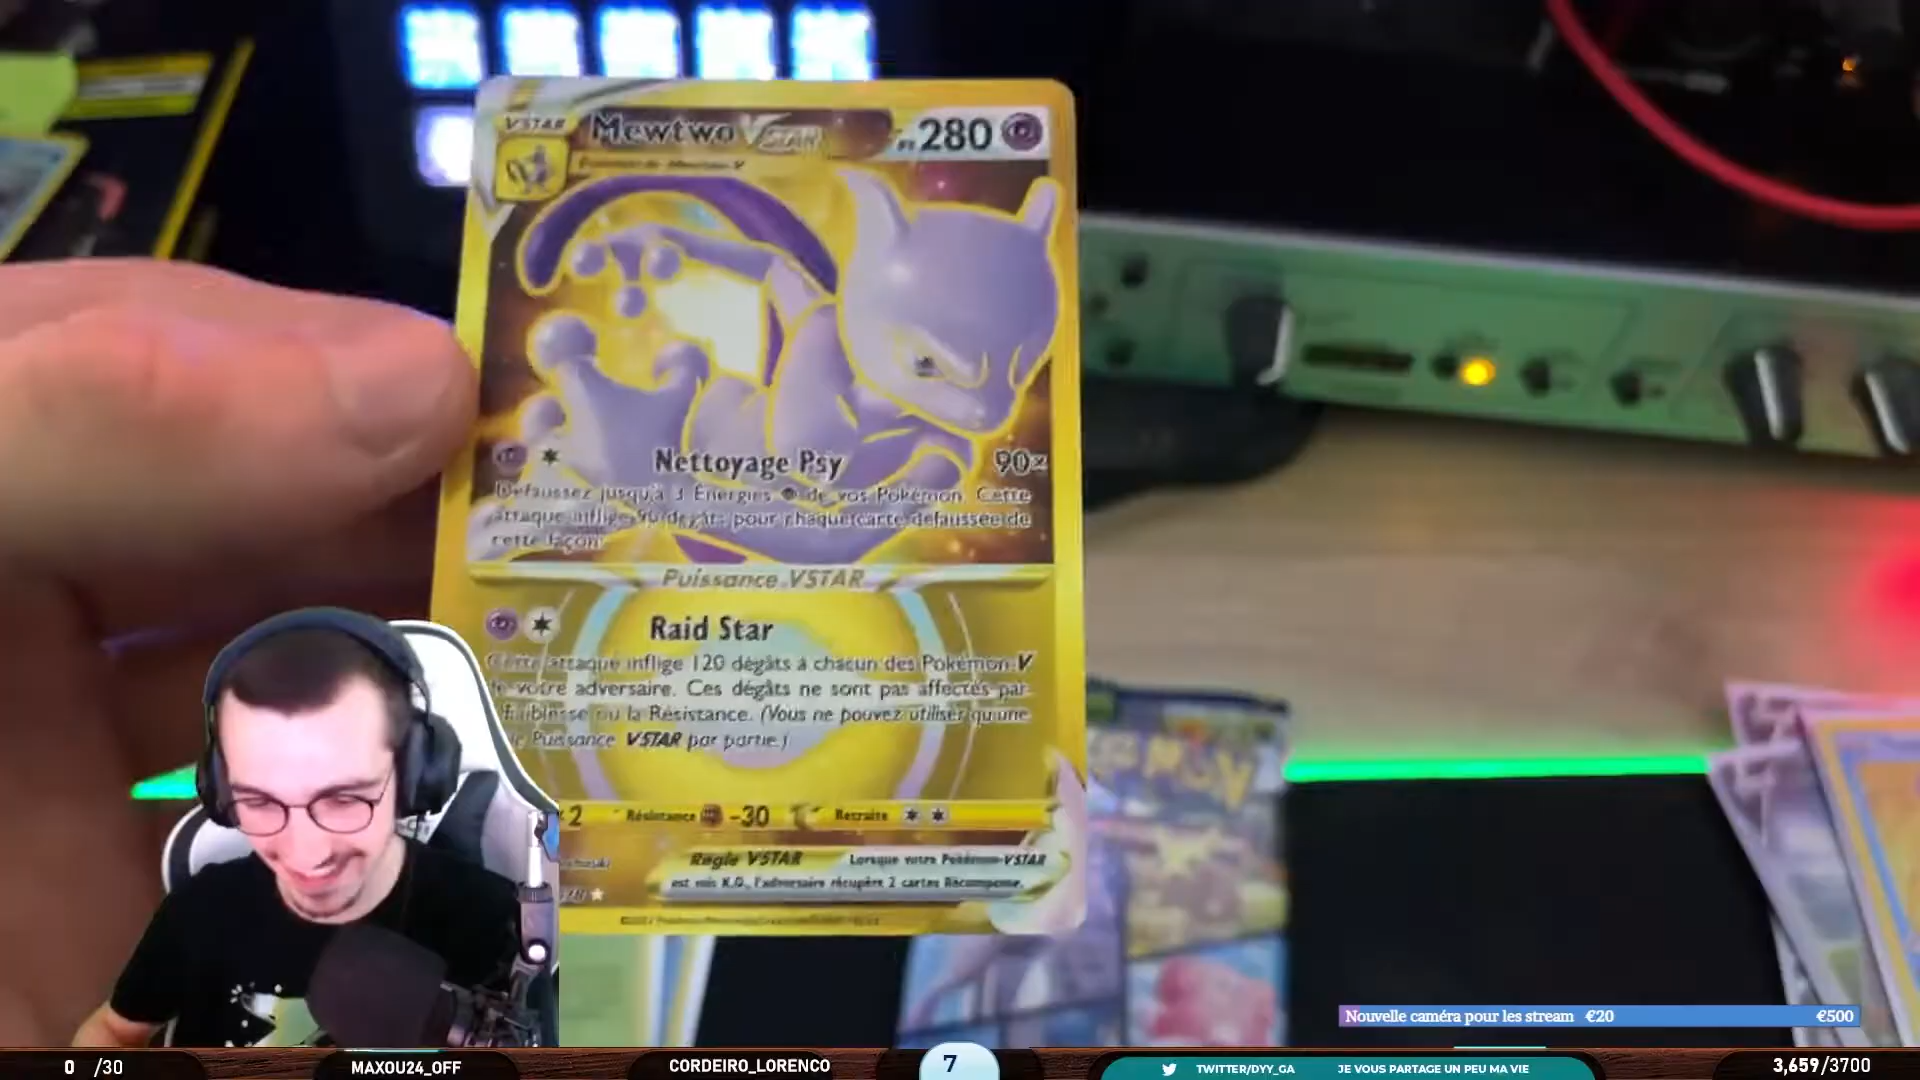 VSTAR Mewtwo VSTAR 280
Évolution de Mewtwo-V
Nettoyage Psy 90×
Défaussez jusqu'à 3 Énergies de vos Pokémon. Cette
attaque inflige 90 dégâts pour chaque carte défaussée de
cette façon.
Puissance VSTAR
Raid Star
Cette attaque inflige 120 dégâts à chacun des Pokémon-V
de votre adversaire. Ces dégâts ne sont pas affectés par
Faiblesse ou la Résistance. (Vous ne pouvez utiliser qu'une
Puissance VSTAR par partie.)
×2 Résistance -30 Retraite
Règle VSTAR Lorsque votre Pokémon-VSTAR
est mis K.O., l'adversaire récupère 2 cartes Récompense.
Nouvelle caméra pour les stream €20 €500
0 /30 MAXOU24_OFF CORDEIRO_LORENCO 7 TWITTER/DYY_GA JE VOUS PARTAGE UN PEU MA VIE 3,659/3700